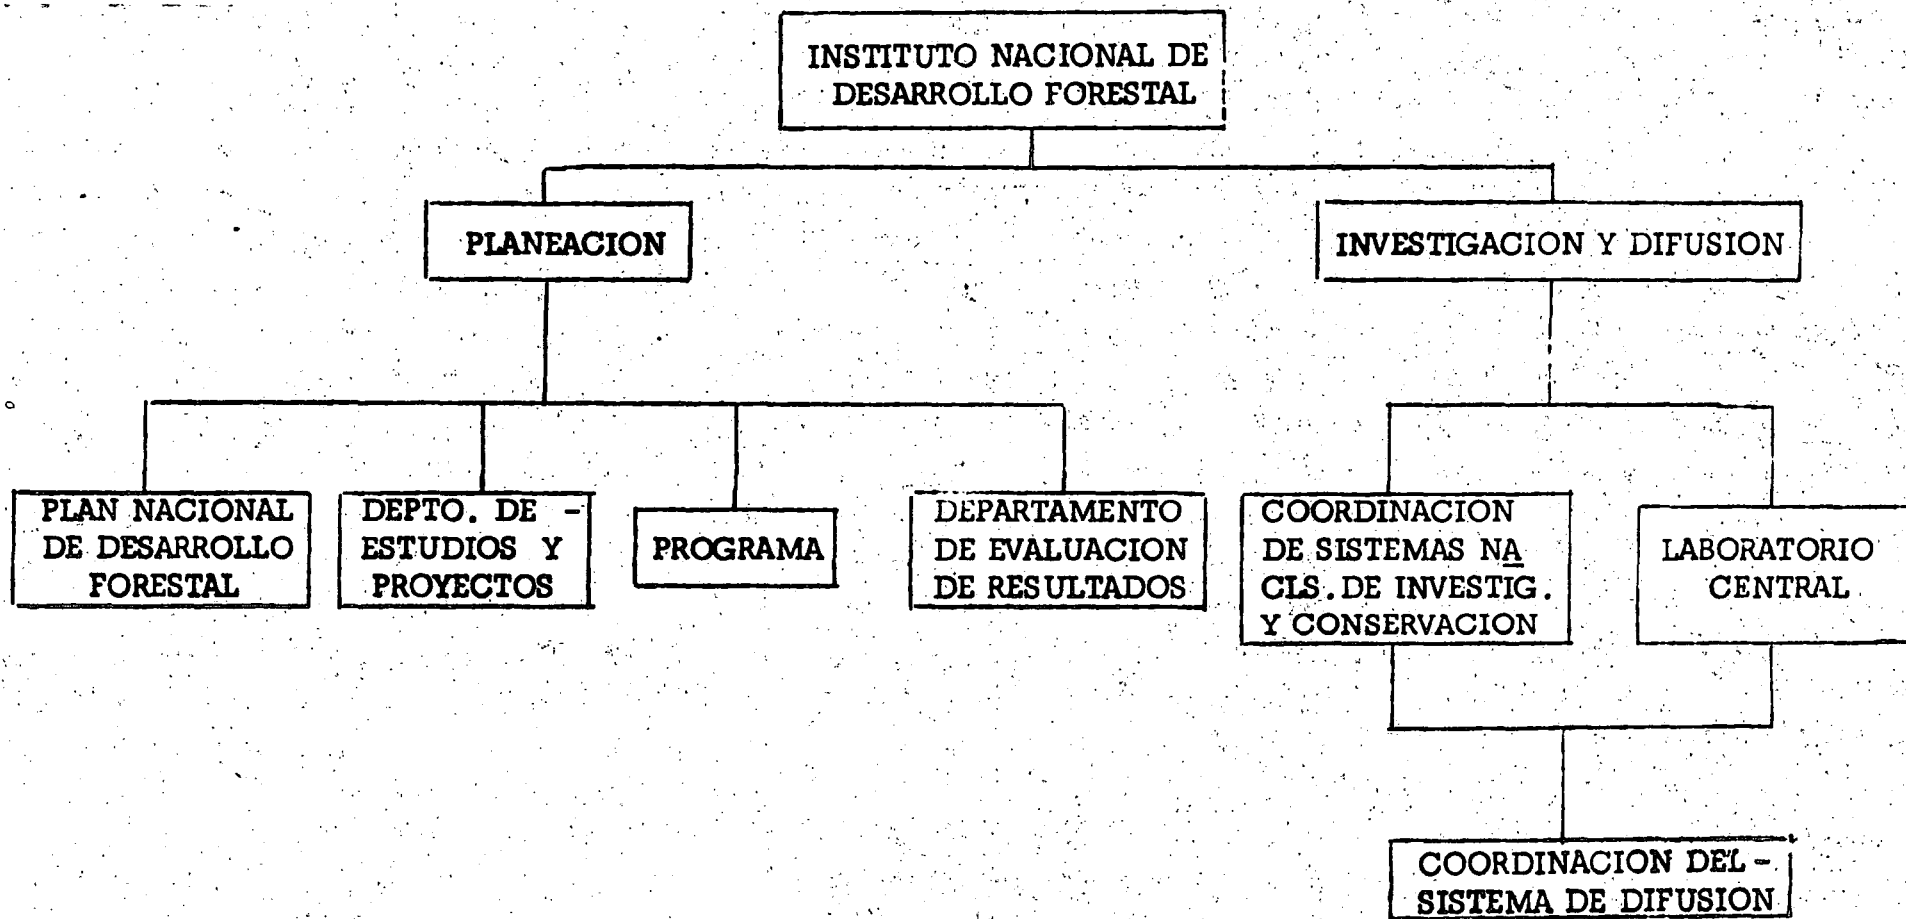 INSTITUTO NACIONAL DE
DESARROLLO FORESTAL
PLANEACION
INVESTIGACION Y DIFUSION
PLAN NACIONAL
DE DESARROLLO
FORESTAL
DEPTO. DE -
ESTUDIOS Y
PROYECTOS
PROGRAMA
DEPARTAMENTO
DE EVALUACION
DE RESULTADOS
COORDINACION
DE SISTEMAS NA
CLS. DE INVESTIG.
Y CONSERVACION
LABORATORIO
CENTRAL
COORDINACION DEL -
SISTEMA DE DIFUSION